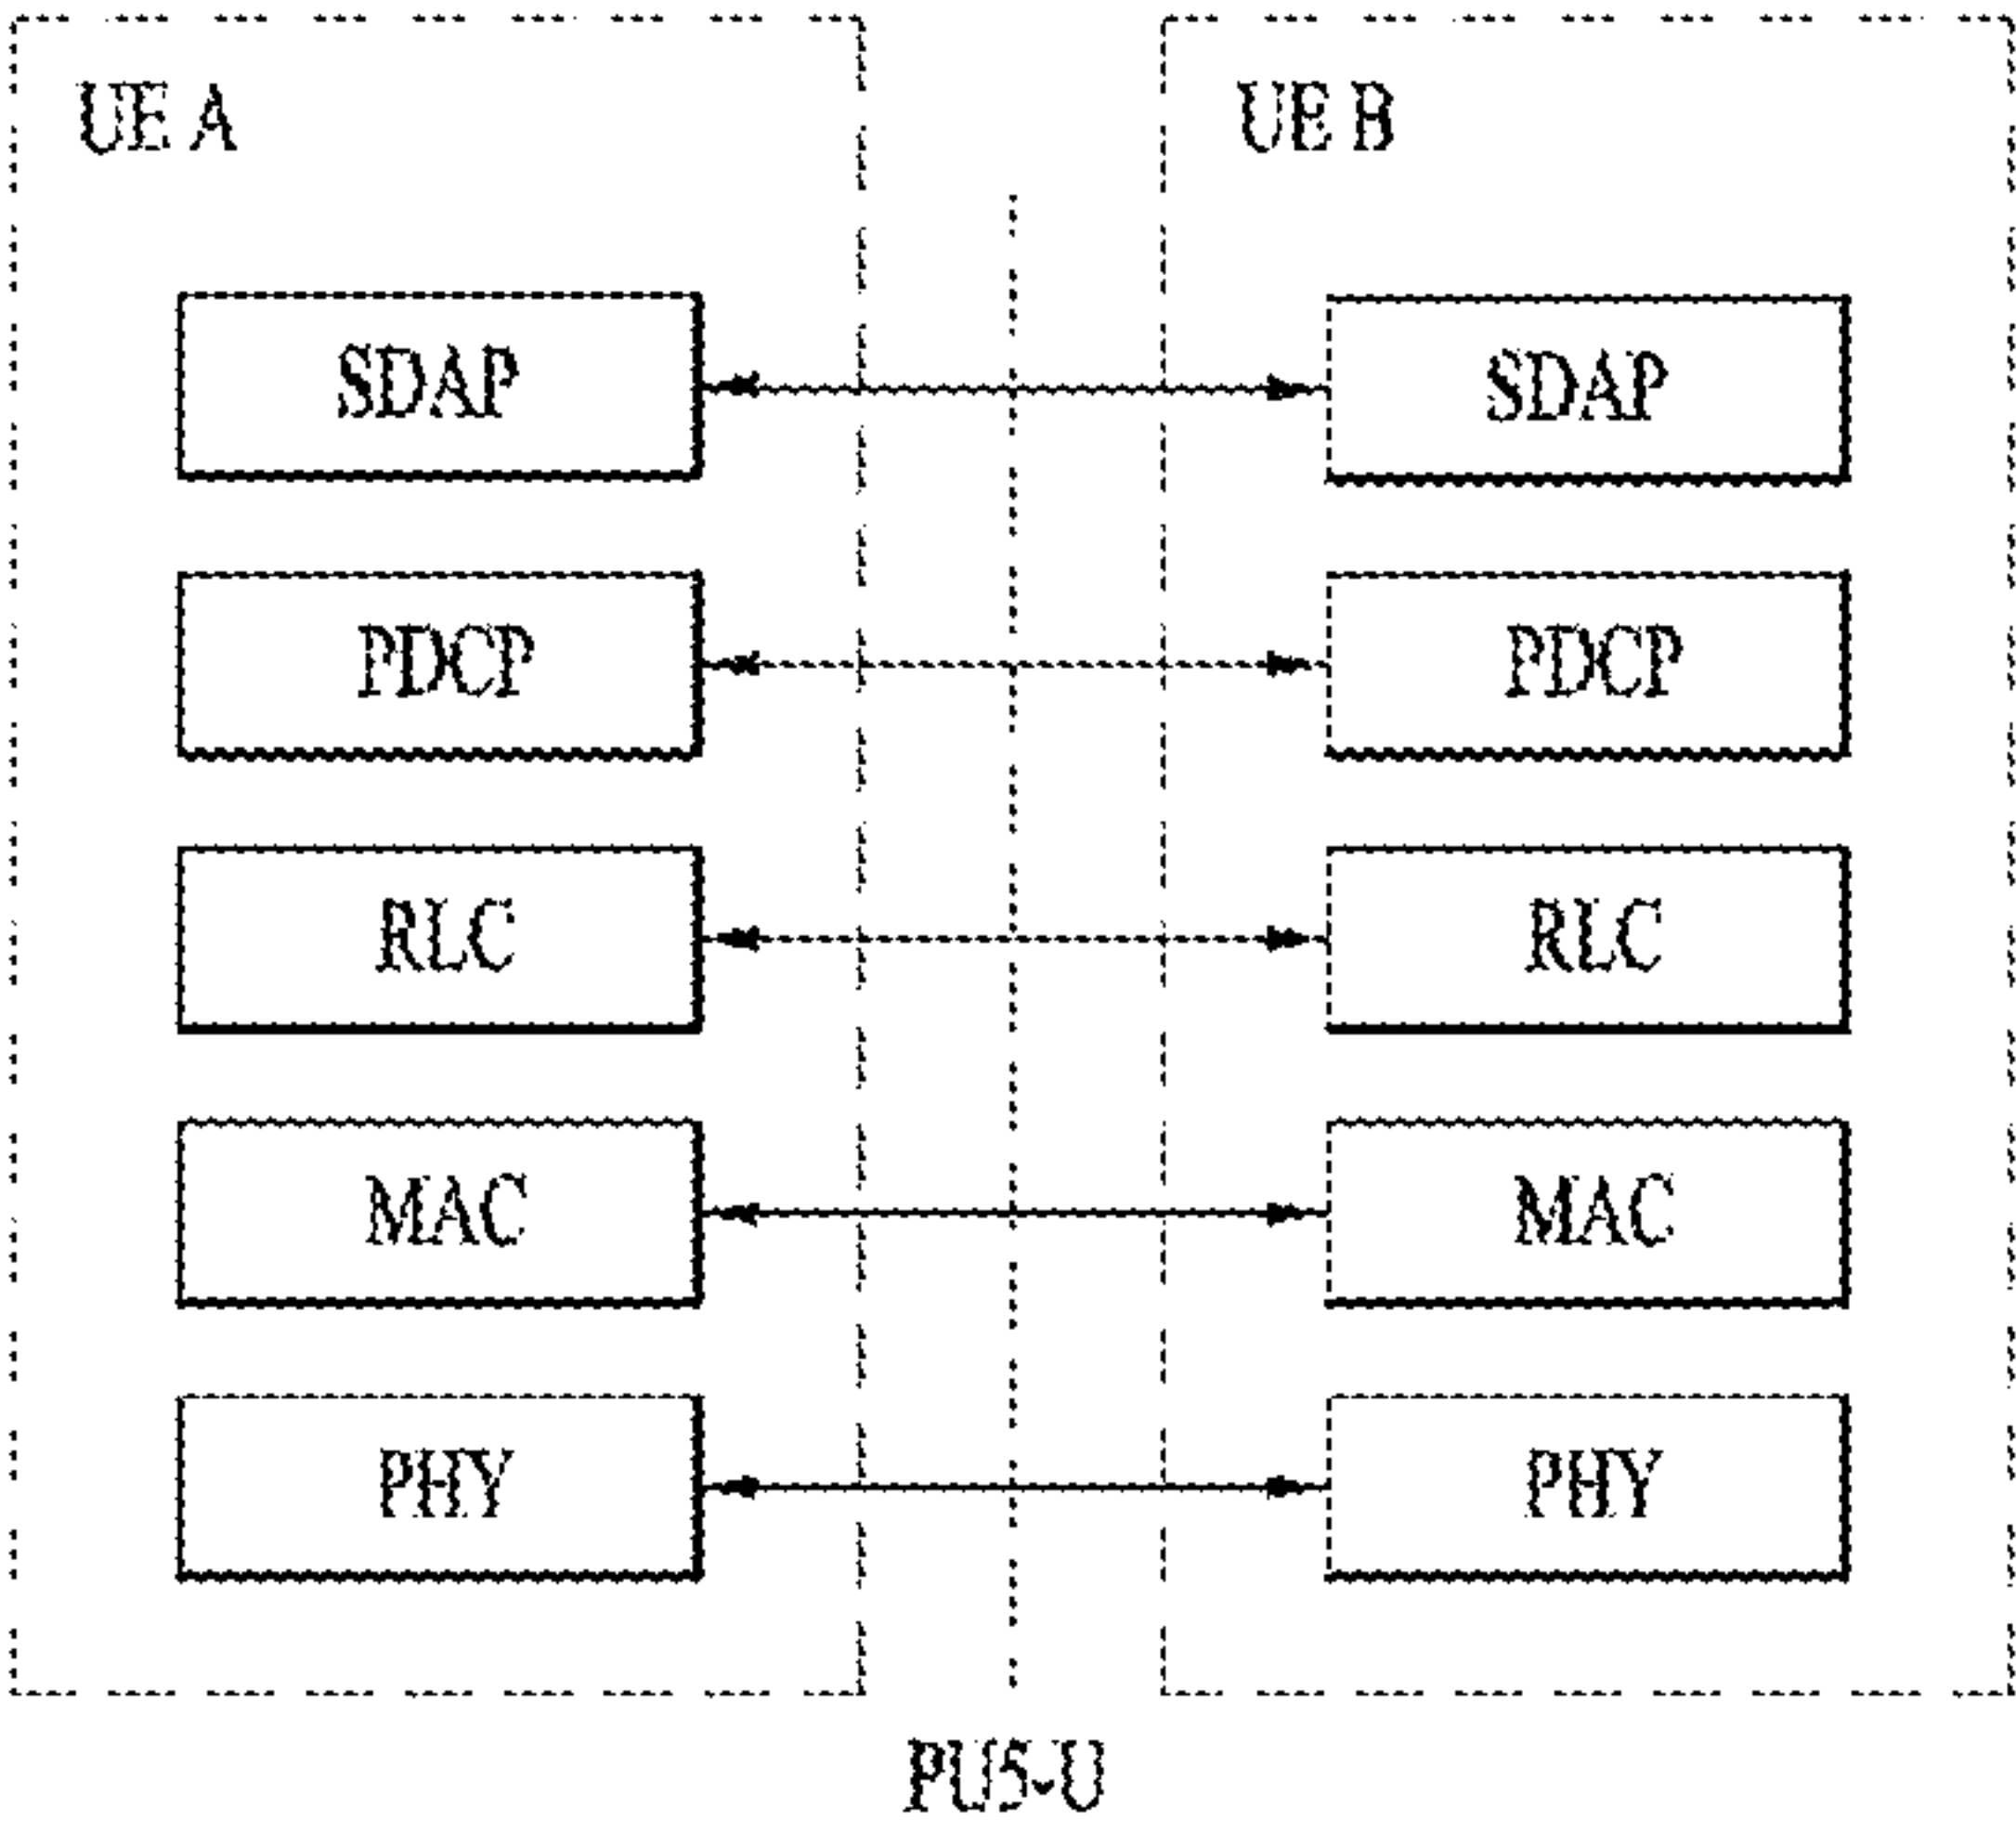 UE A
UE B
SDAP
SDAP
PDCP
PDCP
RLC
RLC
MAC
MAC
PHY
PHY
PU5-U